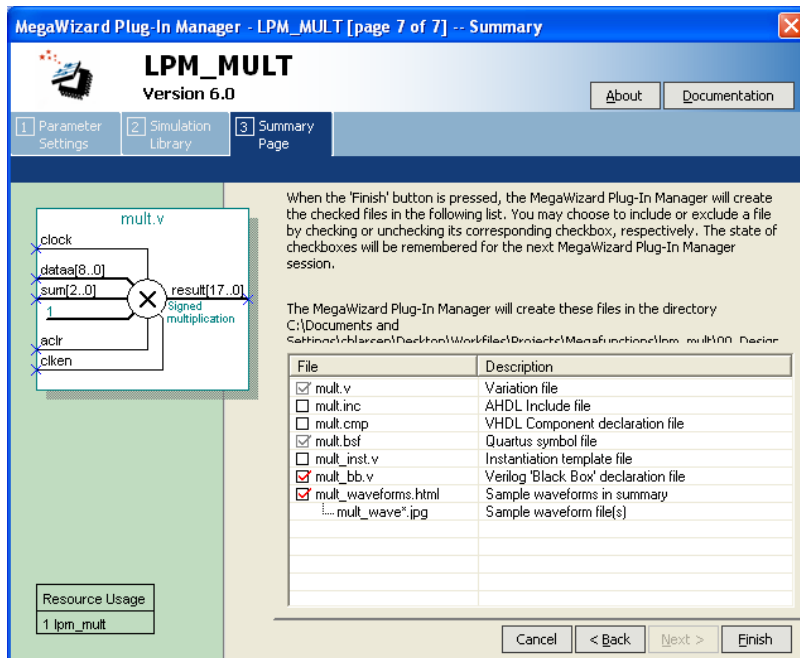 MegaWizard Plug-In Manager - LPM_MULT [page 7 of 7] -- Summary
LPM_MULT
Version 6.0
About
Documentation
1 Parameter Settings
2 Simulation Library
3 Summary Page
mult.v
clock
dataa[8..0]
sum[2..0]
1
result[17..0]
Signed
multiplication
aclr
clken
Resource Usage
1 lpm_mult
When the 'Finish' button is pressed, the MegaWizard Plug-In Manager will create
the checked files in the following list. You may choose to include or exclude a file
by checking or unchecking its corresponding checkbox, respectively. The state of
checkboxes will be remembered for the next MegaWizard Plug-In Manager
session.
The MegaWizard Plug-In Manager will create these files in the directory
C:\Documents and
Settings\chlarsen\Desktop\Workfiles\Projects\Megafunctions\lpm_mult\00_Design
File Description
mult.v Variation file
mult.inc AHDL Include file
mult.cmp VHDL Component declaration file
mult.bsf Quartus symbol file
mult_inst.v Instantiation template file
mult_bb.v Verilog 'Black Box' declaration file
mult_waveforms.html Sample waveforms in summary
mult_wave*.jpg Sample waveform file(s)
Cancel
< Back
Next >
Finish